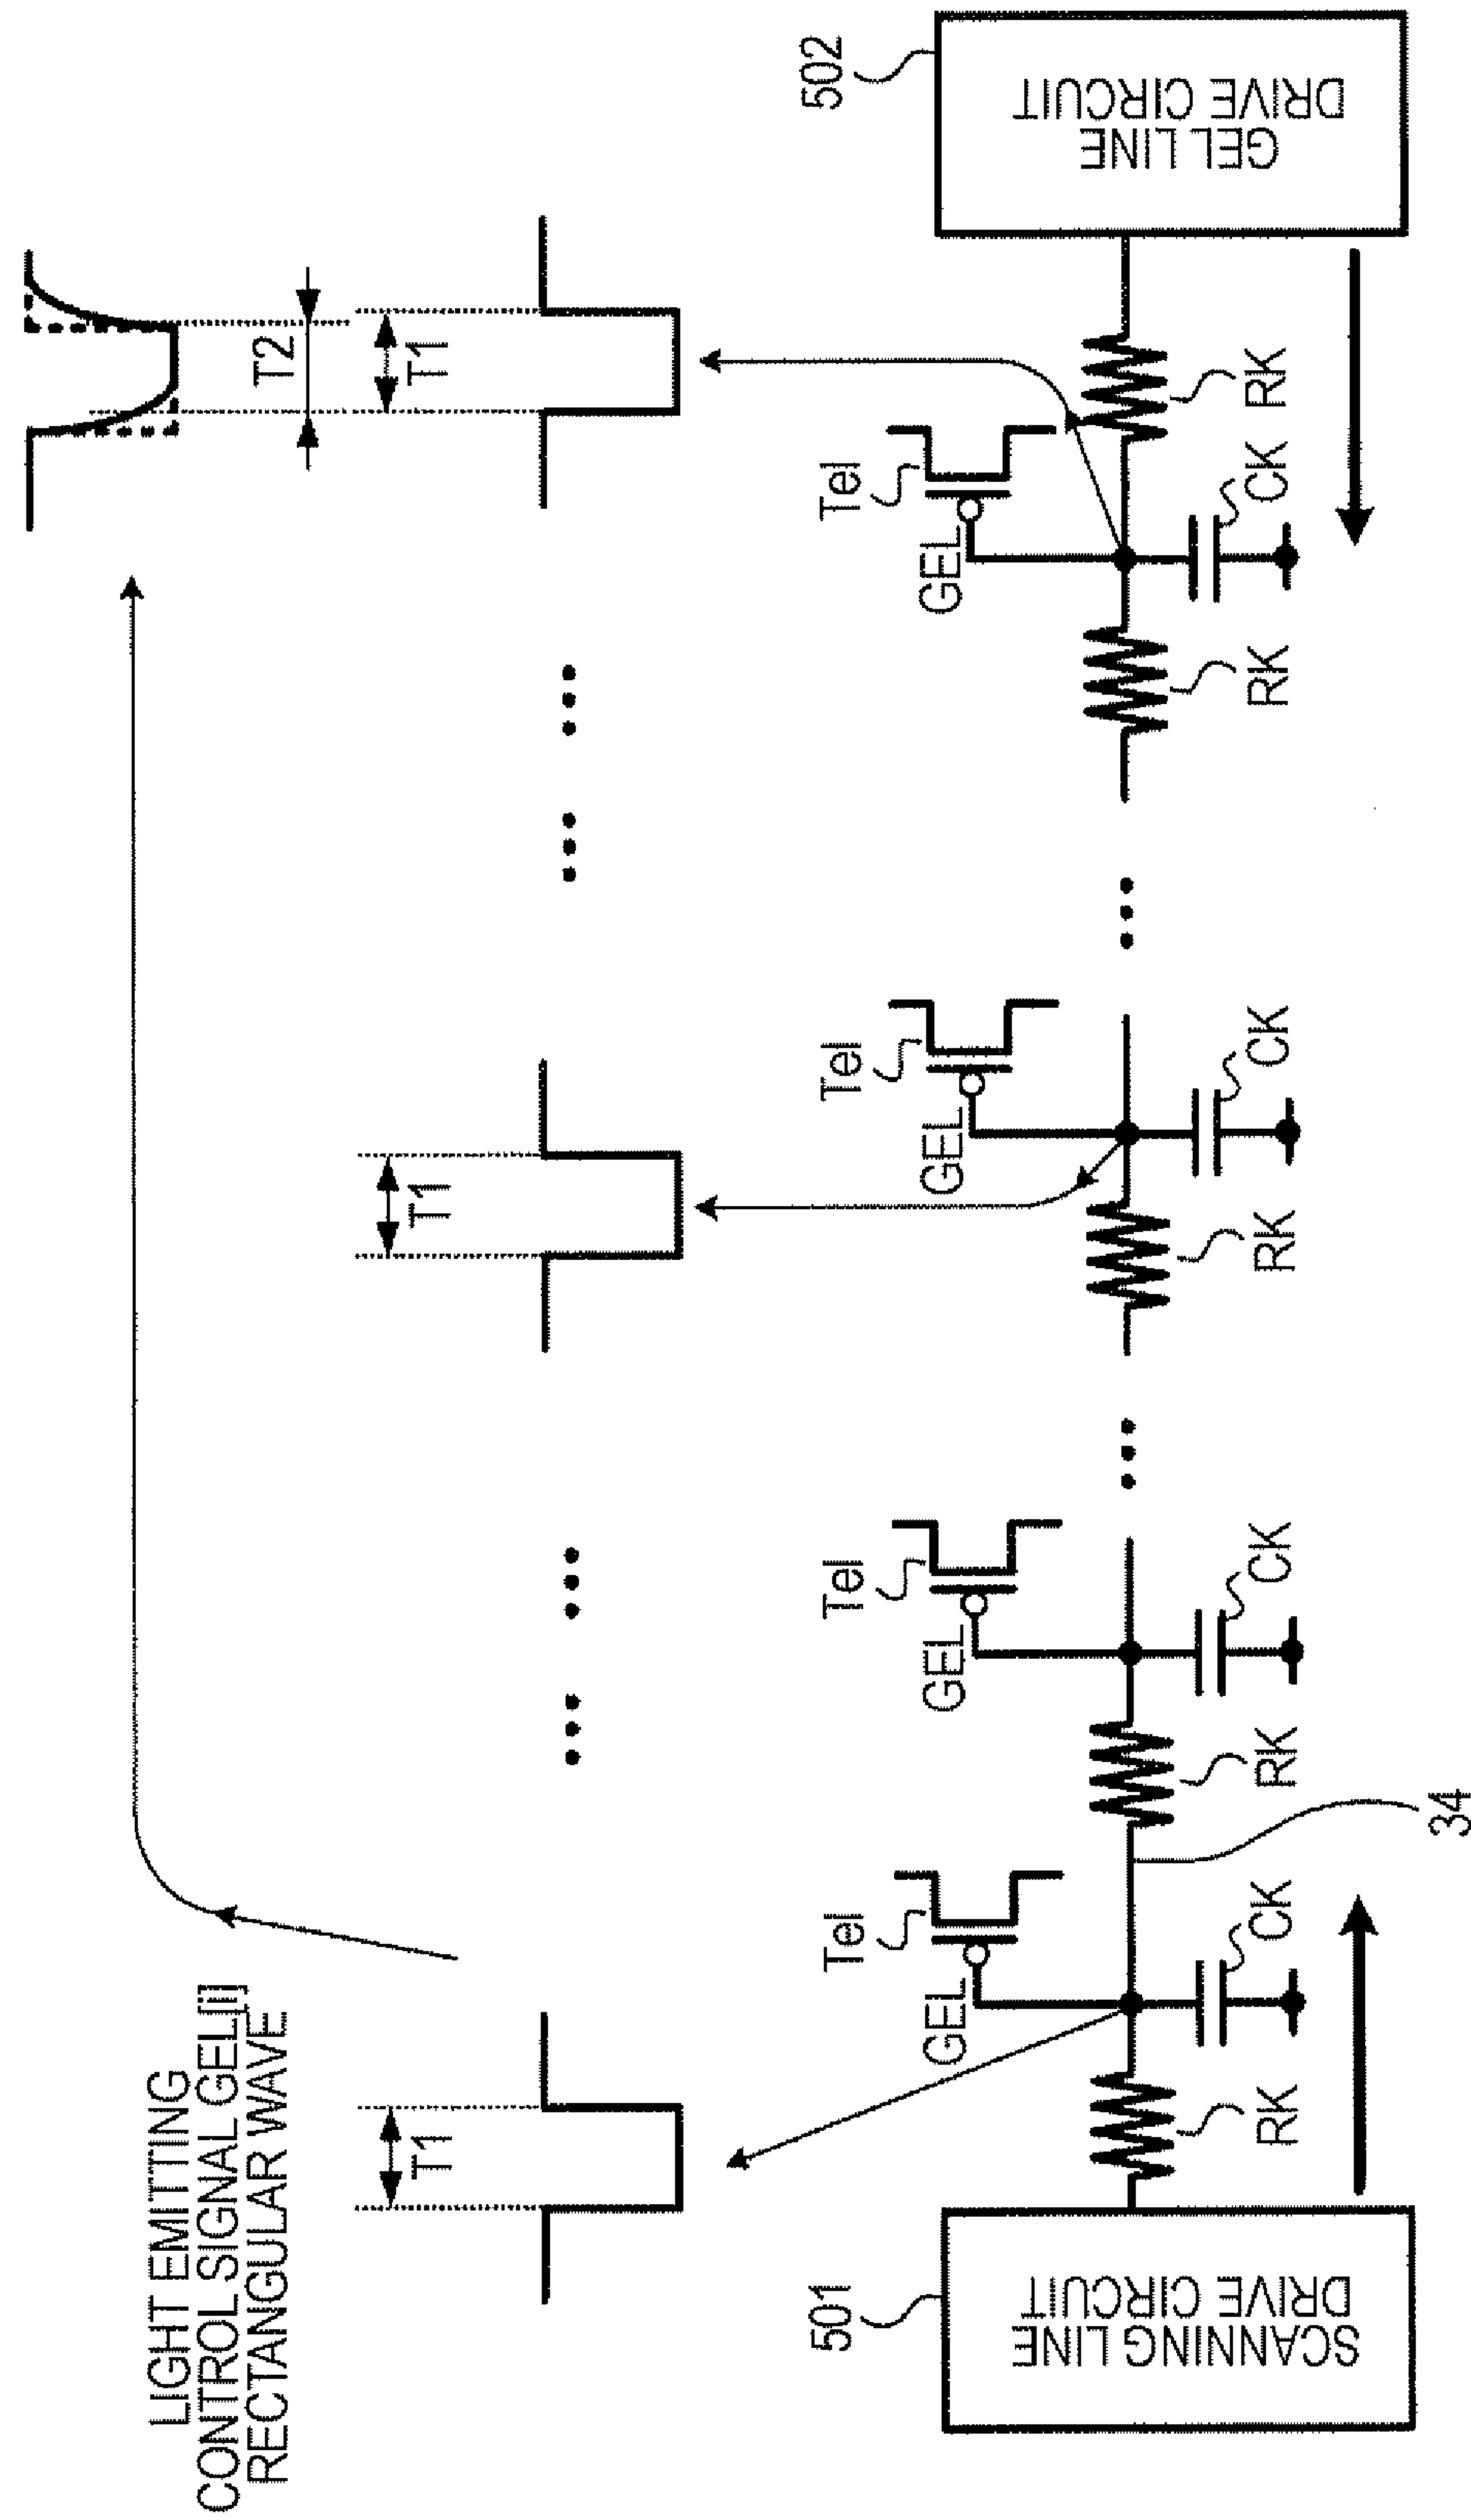 LIGHT EMITTING
CONTROL SIGNAL GEL[i]
RECTANGULAR WAVE
T2
T1
T1
T1
Tel
Tel
Tel
Tel
GEL
GEL
GEL
GEL
501
SCANNING LINE
DRIVE CIRCUIT
502
GEL LINE
DRIVE CIRCUIT
RK
CK
RK
CK
RK
CK
RK
CK
RK
34